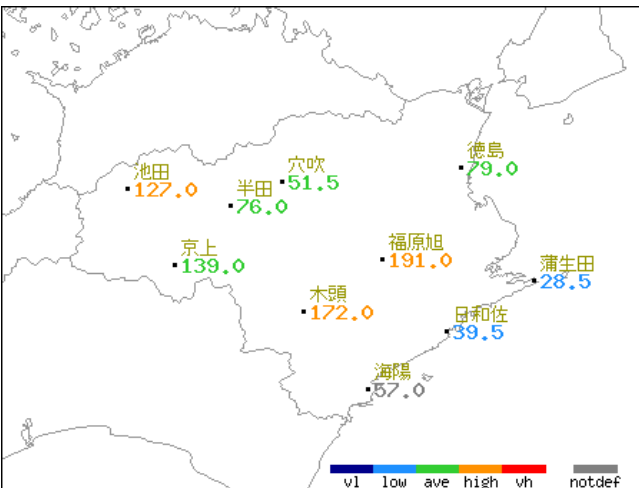 徳島
79.0
穴吹
51.5
池田
127.0
半田
76.0
京上
139.0
福原旭
191.0
蒲生田
28.5
木頭
172.0
日和佐
39.5
海陽
57.0
vl low ave high vh notdef